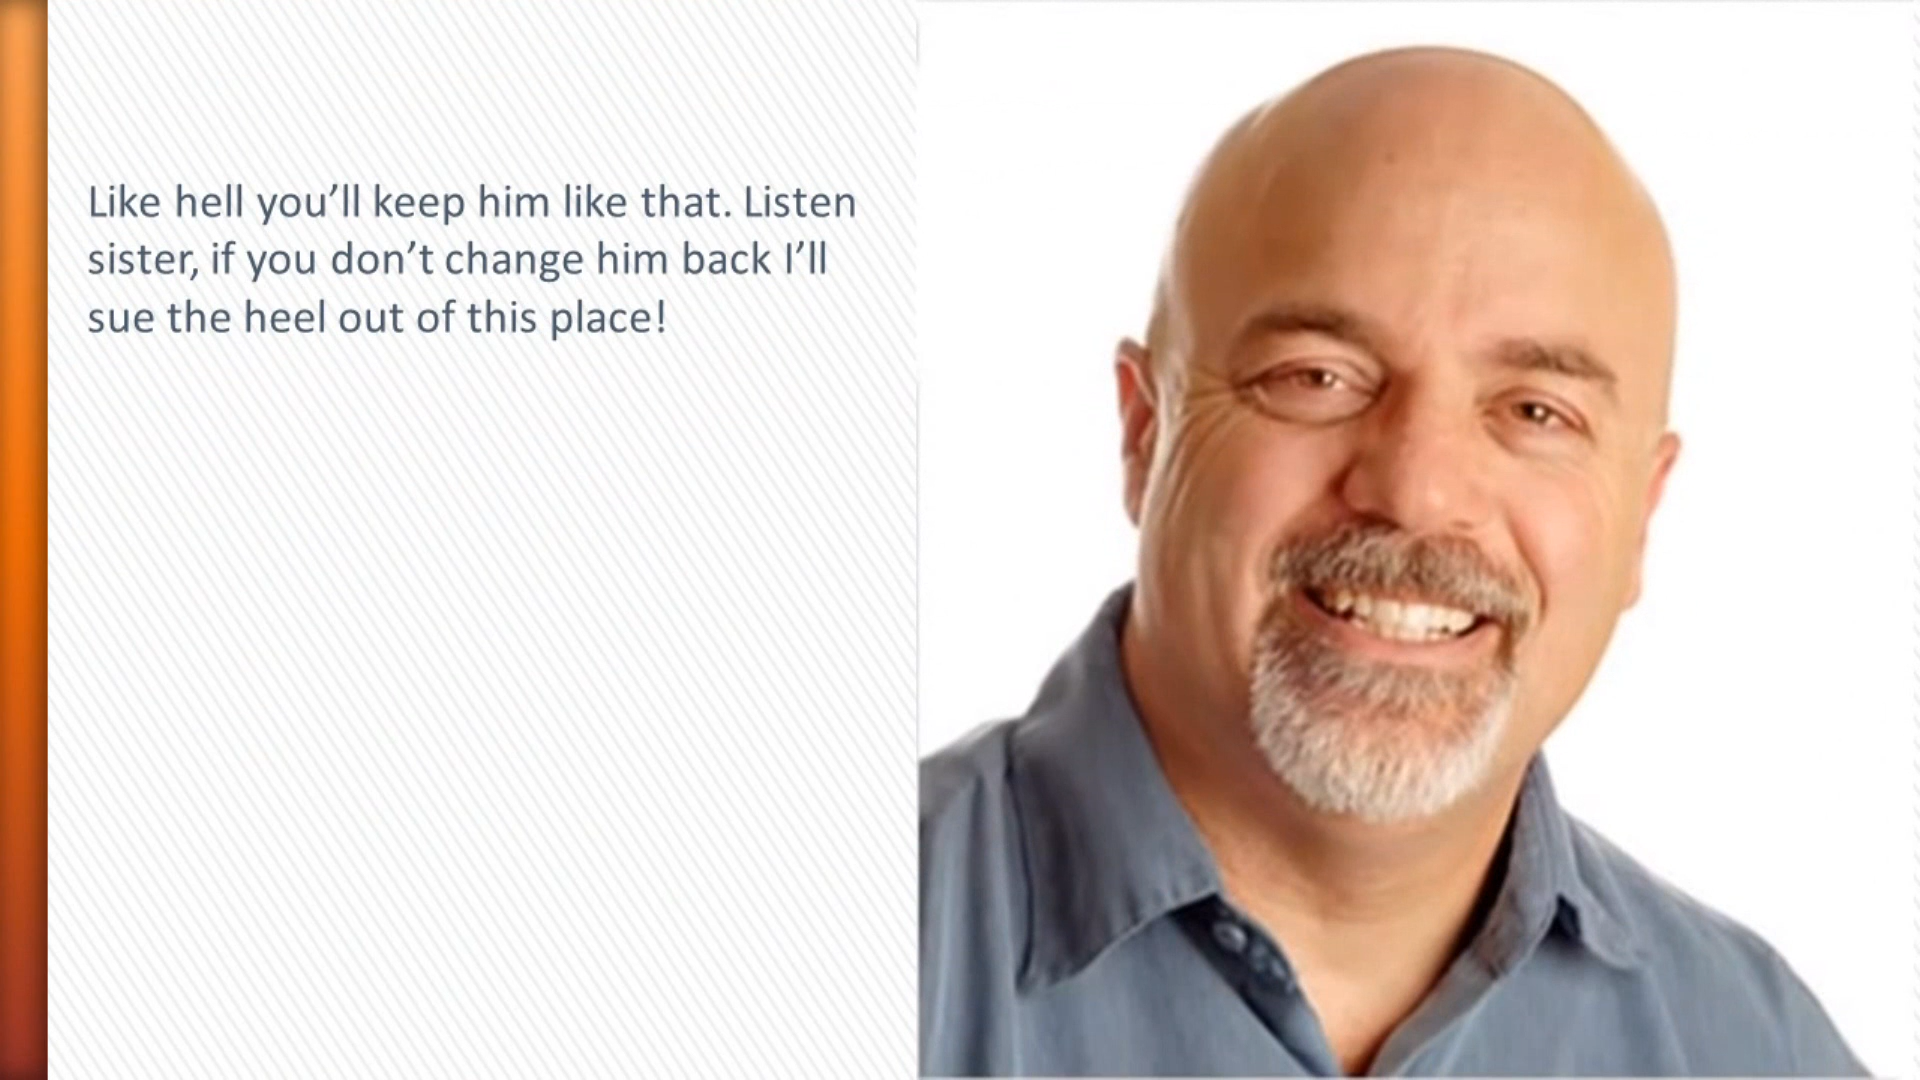 Like hell you’ll keep him like that. Listen
sister, if you don’t change him back I’ll
sue the heel out of this place!